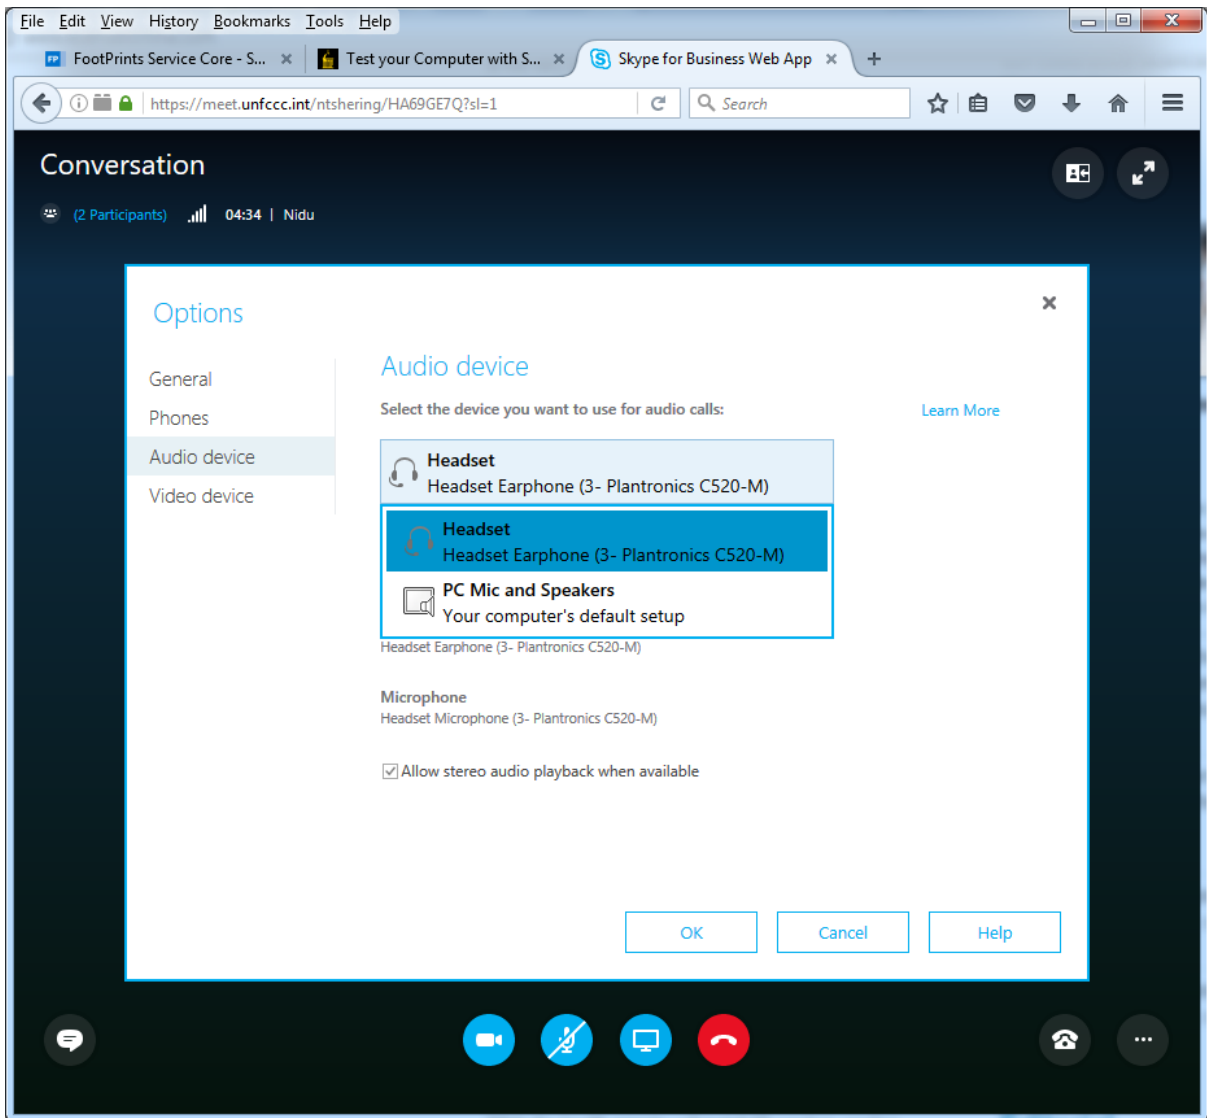 File Edit View History Bookmarks Tools Help
FP FootPrints Service Core - S... Test your Computer with S... Skype for Business Web App
https://meet.unfccc.int/ntshering/HA69GE7Q?sl=1 Search
Conversation
(2 Participants) 04:34 | Nidu
Options
General
Phones
Audio device
Video device
Audio device
Select the device you want to use for audio calls: Learn More
Headset
Headset Earphone (3- Plantronics C520-M)
Headset
Headset Earphone (3- Plantronics C520-M)
PC Mic and Speakers
Your computer's default setup
Headset Earphone (3- Plantronics C520-M)
Microphone
Headset Microphone (3- Plantronics C520-M)
Allow stereo audio playback when available
OK Cancel Help